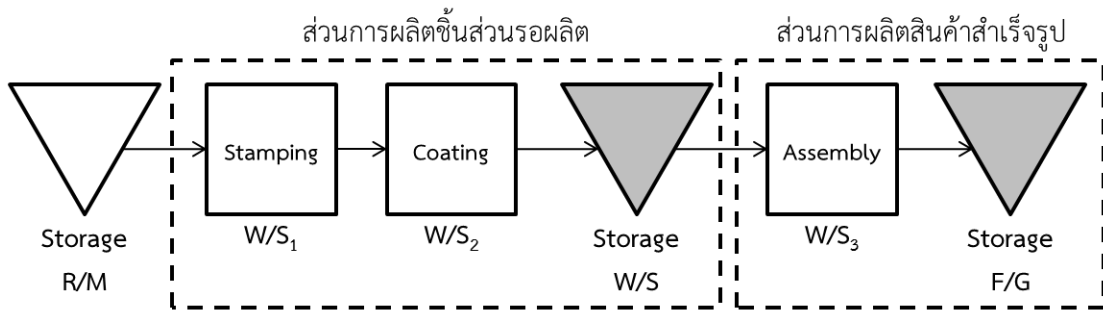 ส่วนการผลิตชิ้นส่วนรอผลิต
ส่วนการผลิตสินค้าสำเร็จรูป
Stamping
Coating
Assembly
Storage
R/M
W/S₁
W/S₂
Storage
W/S
W/S₃
Storage
F/G